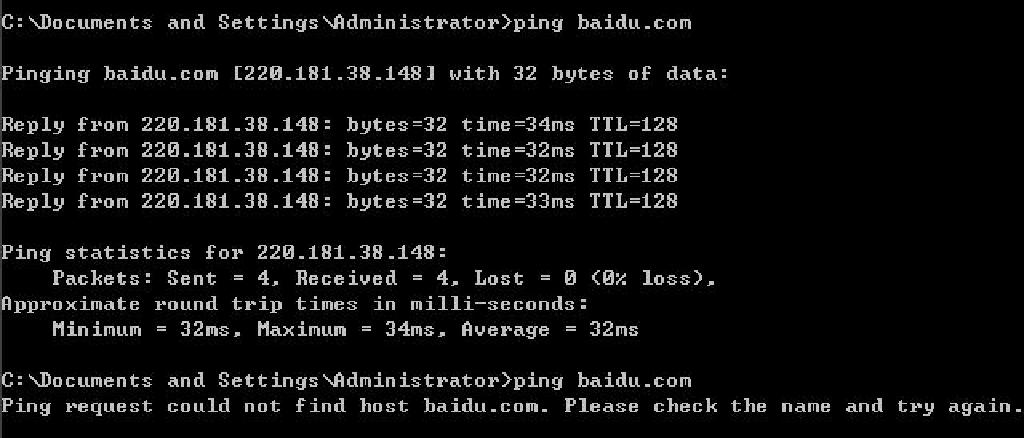 C:\Documents and Settings\Administrator>ping baidu.com
Pinging baidu.com [220.181.38.148] with 32 bytes of data:
Reply from 220.181.38.148: bytes=32 time=34ms TTL=128
Reply from 220.181.38.148: bytes=32 time=32ms TTL=128
Reply from 220.181.38.148: bytes=32 time=32ms TTL=128
Reply from 220.181.38.148: bytes=32 time=33ms TTL=128
Ping statistics for 220.181.38.148:
    Packets: Sent = 4, Received = 4, Lost = 0 (0% loss),
Approximate round trip times in milli-seconds:
    Minimum = 32ms, Maximum = 34ms, Average = 32ms
C:\Documents and Settings\Administrator>ping baidu.com
Ping request could not find host baidu.com. Please check the name and try again.